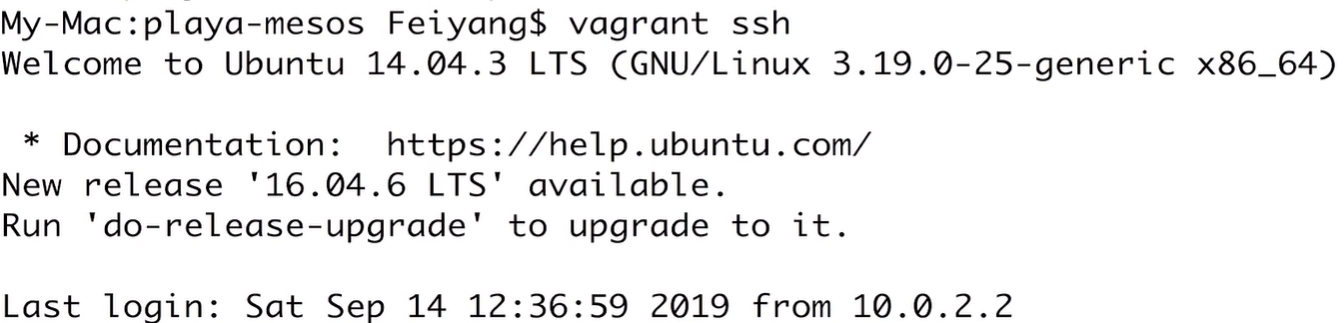 My-Mac:playa-mesos Feiyang$ vagrant ssh
Welcome to Ubuntu 14.04.3 LTS (GNU/Linux 3.19.0-25-generic x86_64)
 * Documentation:  https://help.ubuntu.com/
New release '16.04.6 LTS' available.
Run 'do-release-upgrade' to upgrade to it.
Last login: Sat Sep 14 12:36:59 2019 from 10.0.2.2